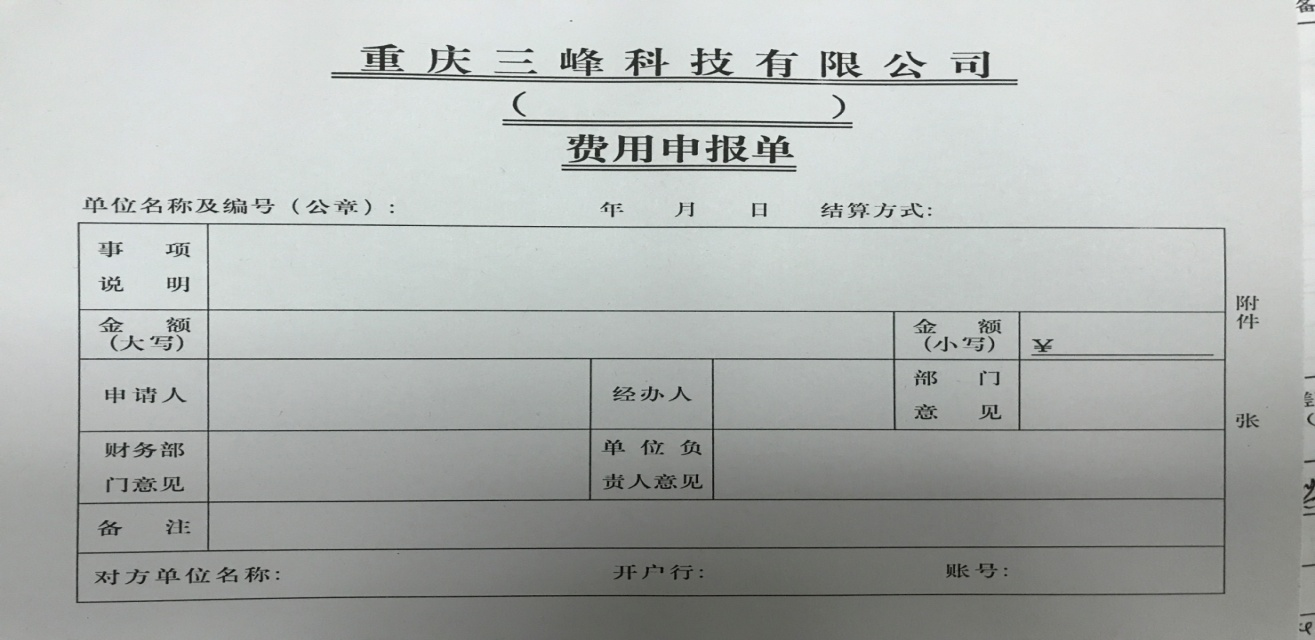 重庆三峰科技有限公司
（ ）
费用申报单
单位名称及编号（公章）： 年 月 日 结算方式：
事 项
说 明
金 额
（大写）
金 额
（小写）
¥
申请人
经办人
部 门
意 见
财务部
门意见
单 位 负
责人意见
备 注
对方单位名称： 开户行： 账号：
附件 张